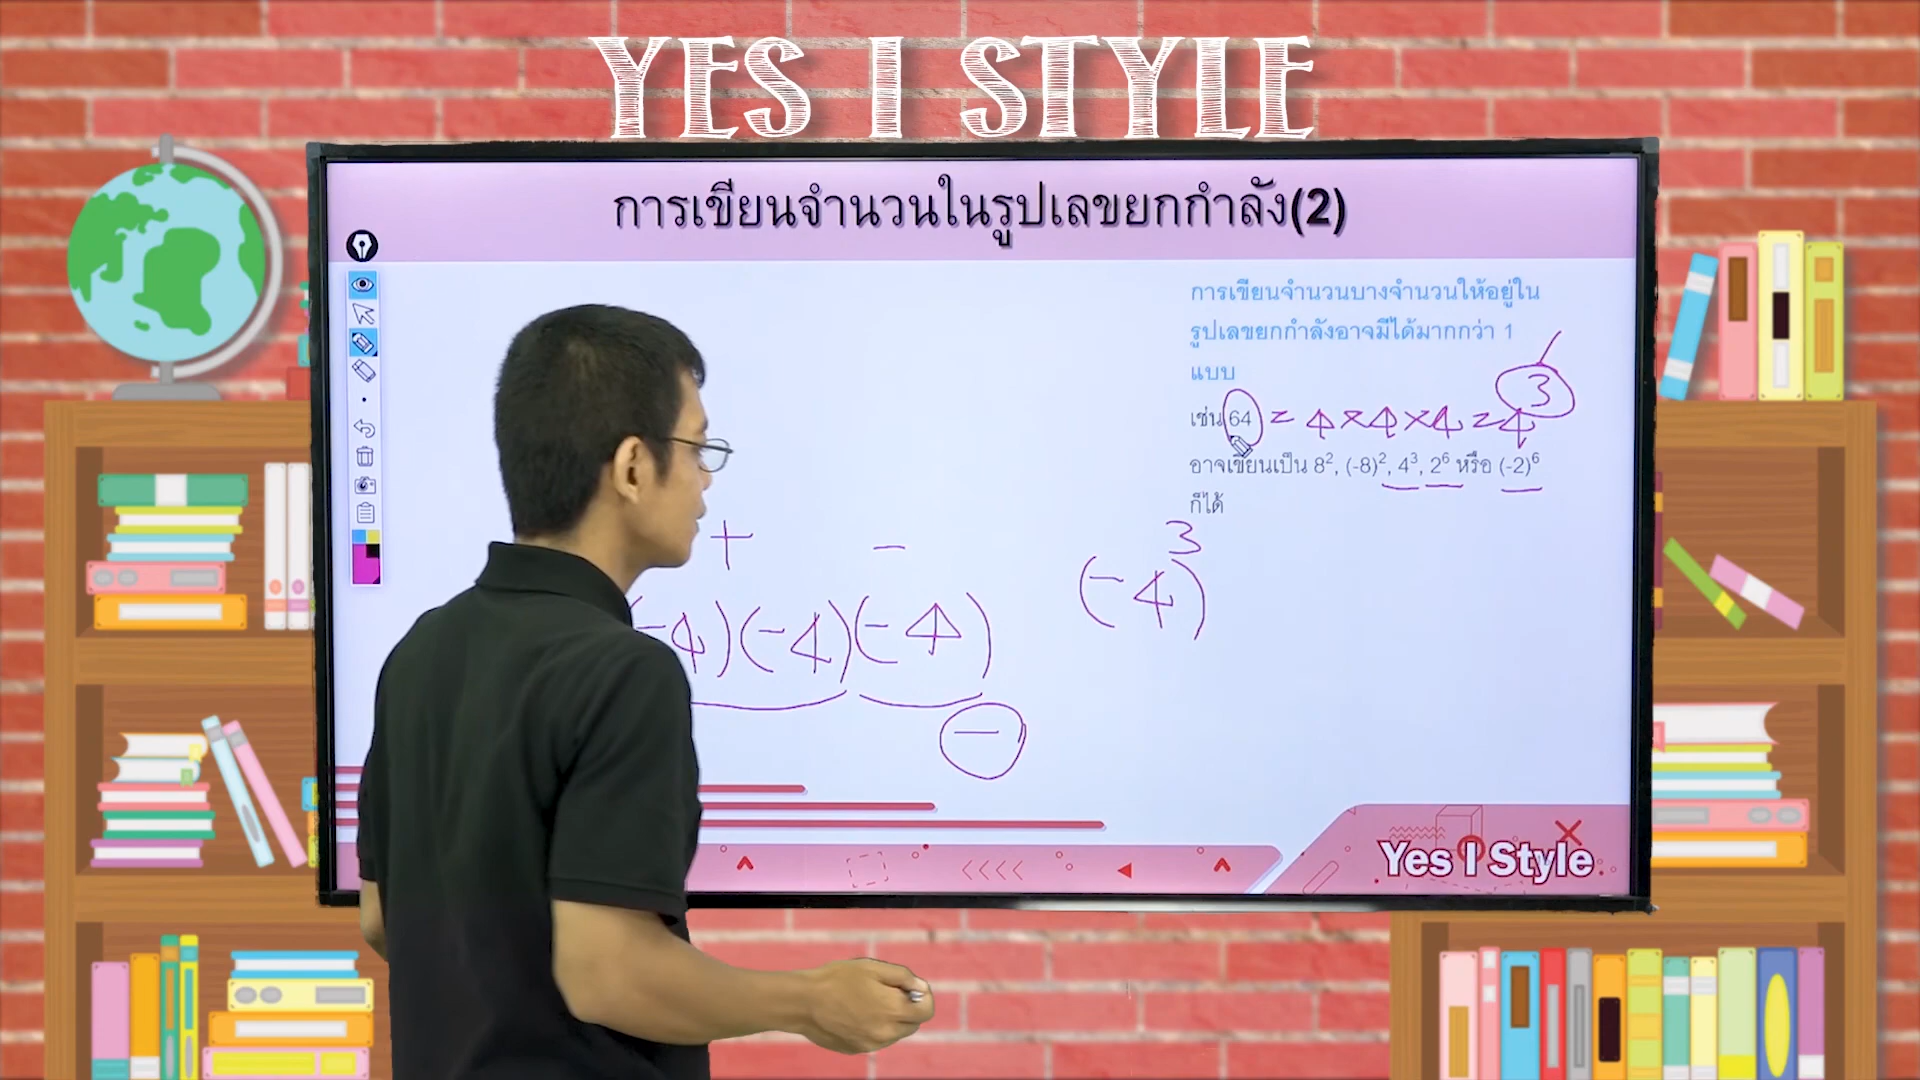 YES I STYLE
การเขียนจำนวนในรูปเลขยกกำลัง(2)
การเขียนจำนวนบางจำนวนให้อยู่ใน
รูปเลขยกกำลังอาจมีได้มากกว่า 1
แบบ
เช่น 64 = 4 × 4 × 4 = 4³
อาจเขียนเป็น 8², (-8)², 4³, 2⁶ หรือ (-2)⁶
ก็ได้
+ −
(-4)(-4)(-4) (-4)³
−
Yes I Style